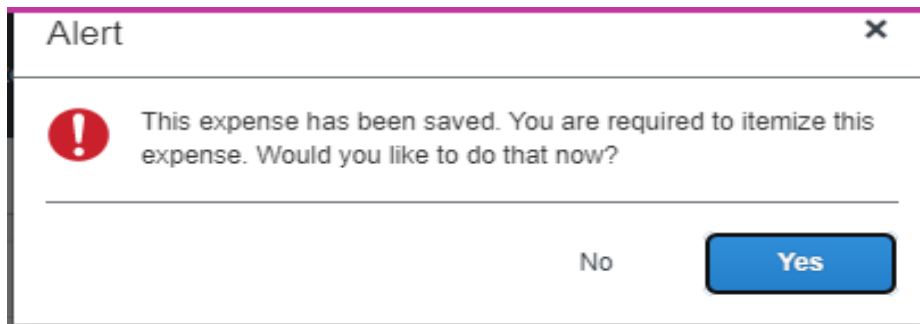 Alert
This expense has been saved. You are required to itemize this
expense. Would you like to do that now?
No
Yes